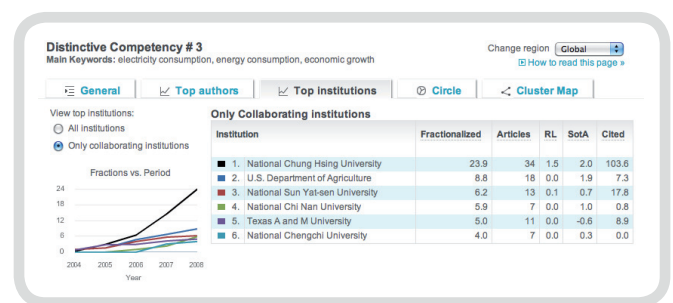 Distinctive Competency # 3
Main Keywords: electricity consumption, energy consumption, economic growth
Change region Global
How to read this page »
General Top authors Top institutions Circle Cluster Map
View top institutions:
All institutions
Only collaborating institutions
Only Collaborating institutions
Institution Fractionalized Articles RL SotA Cited
1. National Chung Hsing University 23.9 34 1.5 2.0 103.6
2. U.S. Department of Agriculture 8.8 18 0.0 1.9 7.3
3. National Sun Yat-sen University 6.2 13 0.1 0.7 17.8
4. National Chi Nan University 5.9 7 0.0 1.0 0.8
5. Texas A and M University 5.0 11 0.0 -0.6 8.9
6. National Chengchi University 4.0 7 0.0 0.3 0.0
Fractions vs. Period
24
18
12
6
0
2004 2005 2006 2007 2008
Year